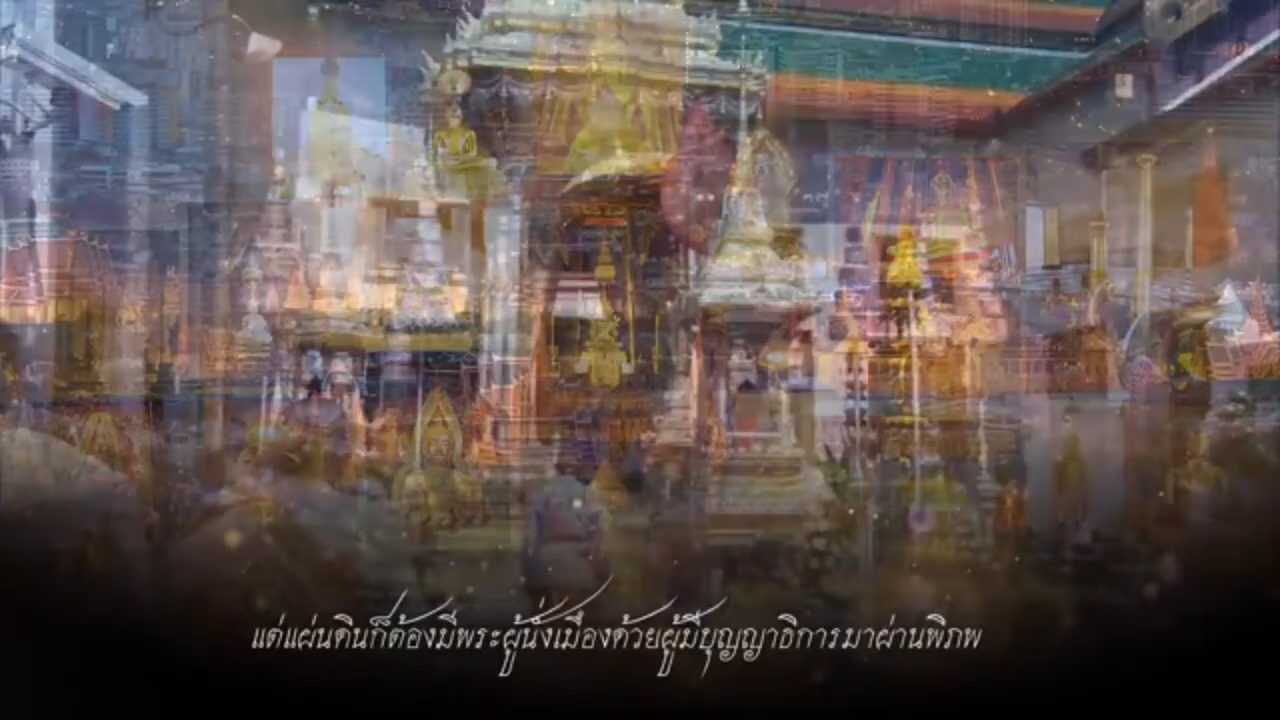 แต่แผ่นดินก็ต้องมีพระผู้นั่งเมืองด้วยผู้มีบุญญาธิการมาผ่านพิภพ